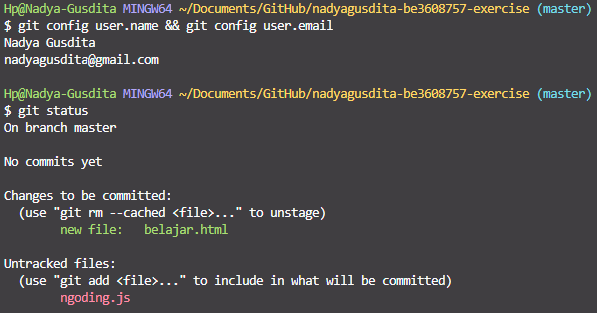 Hp@Nadya-Gusdita MINGW64 ~/Documents/GitHub/nadyagusdita-be3608757-exercise (master)
$ git config user.name && git config user.email
Nadya Gusdita
nadyagusdita@gmail.com
Hp@Nadya-Gusdita MINGW64 ~/Documents/GitHub/nadyagusdita-be3608757-exercise (master)
$ git status
On branch master
No commits yet
Changes to be committed:
(use "git rm --cached <file>..." to unstage)
new file:   belajar.html
Untracked files:
(use "git add <file>..." to include in what will be committed)
ngoding.js